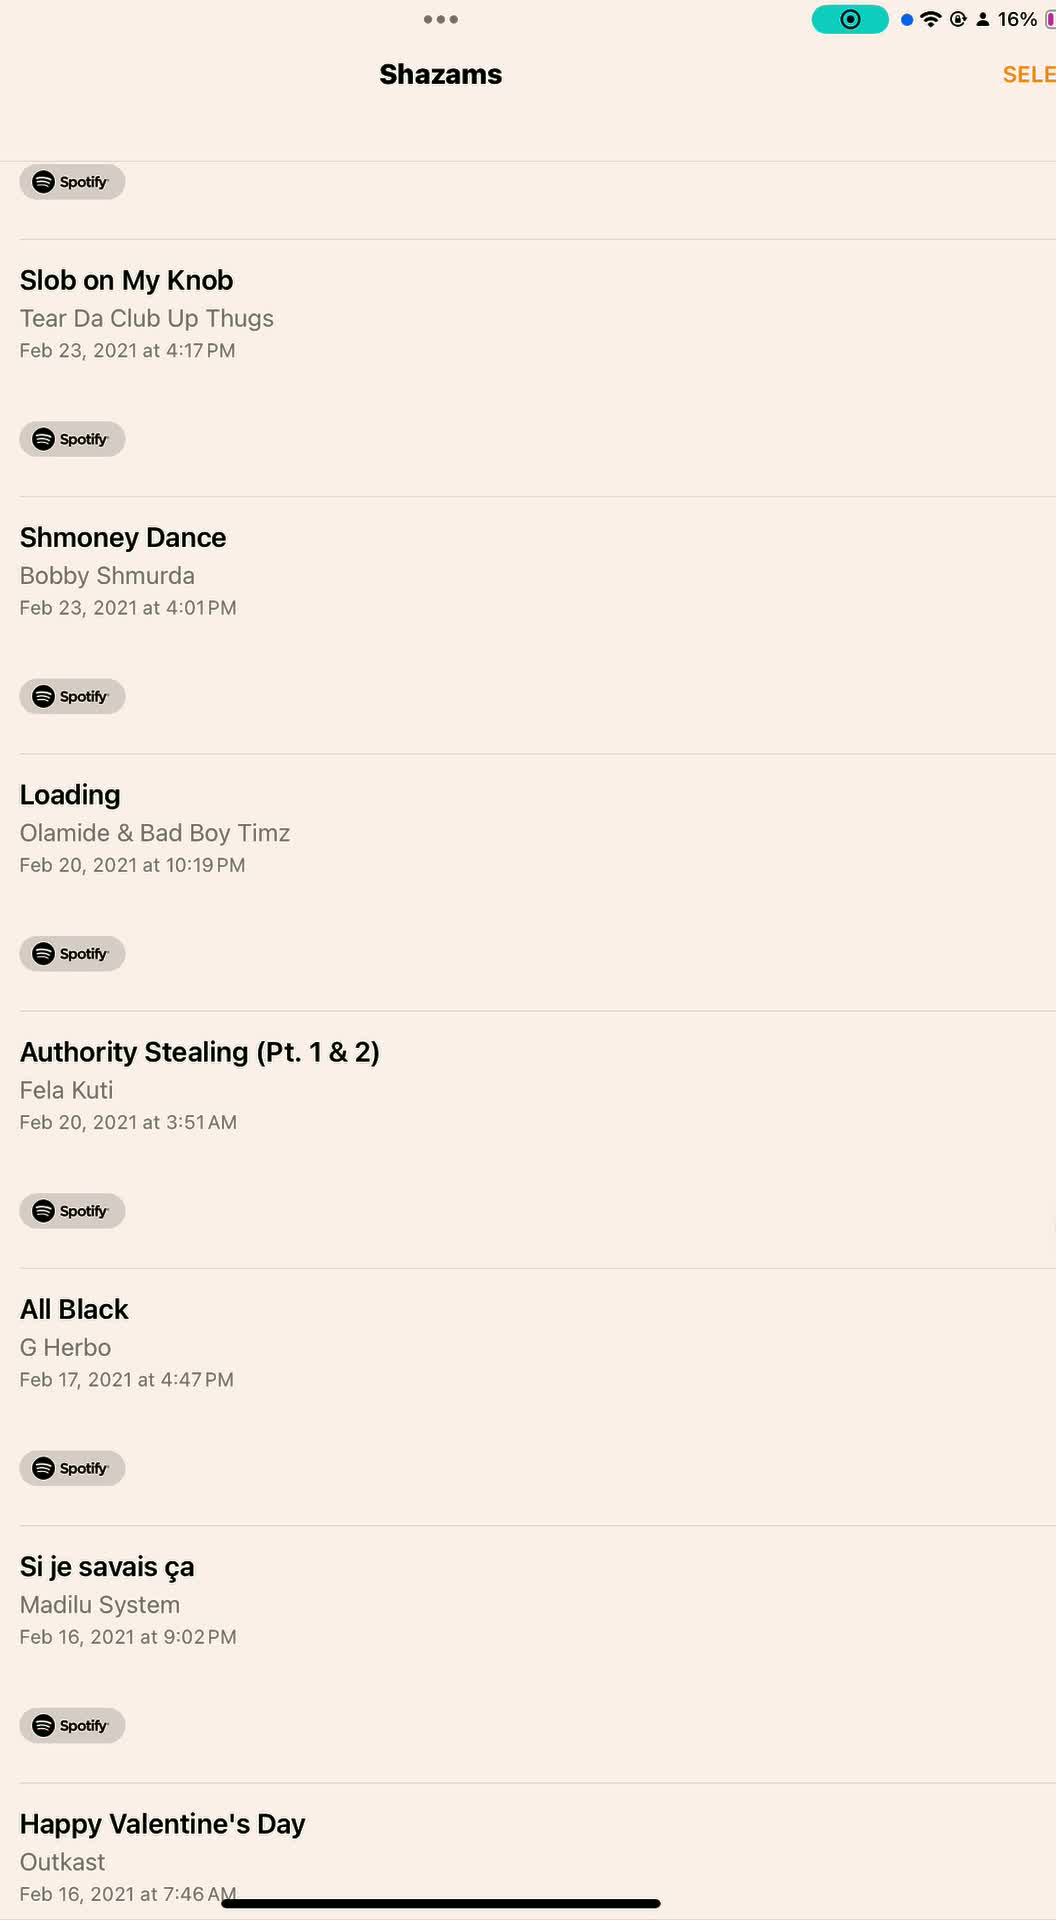 16%
Shazams
SELE
Spotify
Slob on My Knob
Tear Da Club Up Thugs
Feb 23, 2021 at 4:17 PM
Spotify
Shmoney Dance
Bobby Shmurda
Feb 23, 2021 at 4:01 PM
Spotify
Loading
Olamide & Bad Boy Timz
Feb 20, 2021 at 10:19 PM
Spotify
Authority Stealing (Pt. 1 & 2)
Fela Kuti
Feb 20, 2021 at 3:51 AM
Spotify
All Black
G Herbo
Feb 17, 2021 at 4:47 PM
Spotify
Si je savais ça
Madilu System
Feb 16, 2021 at 9:02 PM
Spotify
Happy Valentine's Day
Outkast
Feb 16, 2021 at 7:46 AM